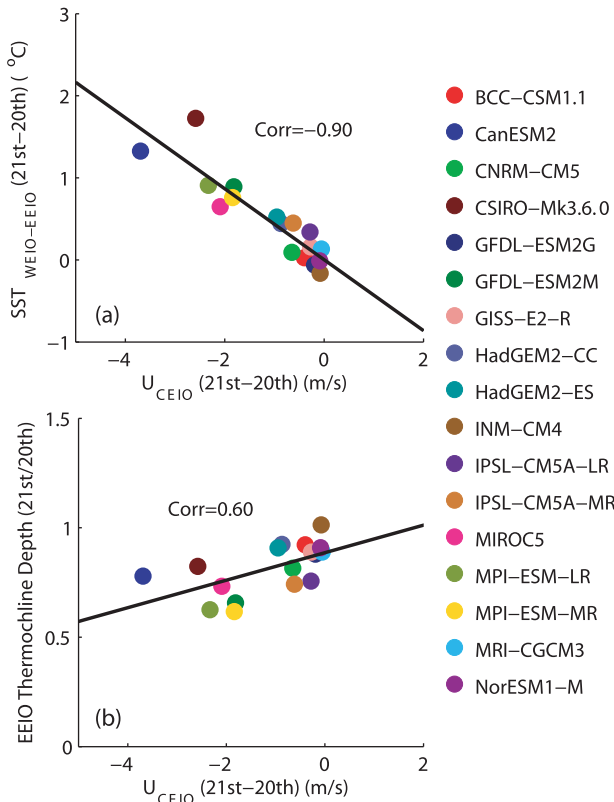 3
2
1
0
−1
−4
−2
0
2
SST WEIO−EEIO (21st−20th) ( °C)
Corr=−0.90
(a)
U CEIO (21st−20th) (m/s)
1.5
1
0.5
0
−4
−2
0
2
EEIO Thermochline Depth (21st/20th)
Corr=0.60
(b)
U CEIO (21st−20th) (m/s)
BCC−CSM1.1
CanESM2
CNRM−CM5
CSIRO−Mk3.6.0
GFDL−ESM2G
GFDL−ESM2M
GISS−E2−R
HadGEM2−CC
HadGEM2−ES
INM−CM4
IPSL−CM5A−LR
IPSL−CM5A−MR
MIROC5
MPI−ESM−LR
MPI−ESM−MR
MRI−CGCM3
NorESM1−M